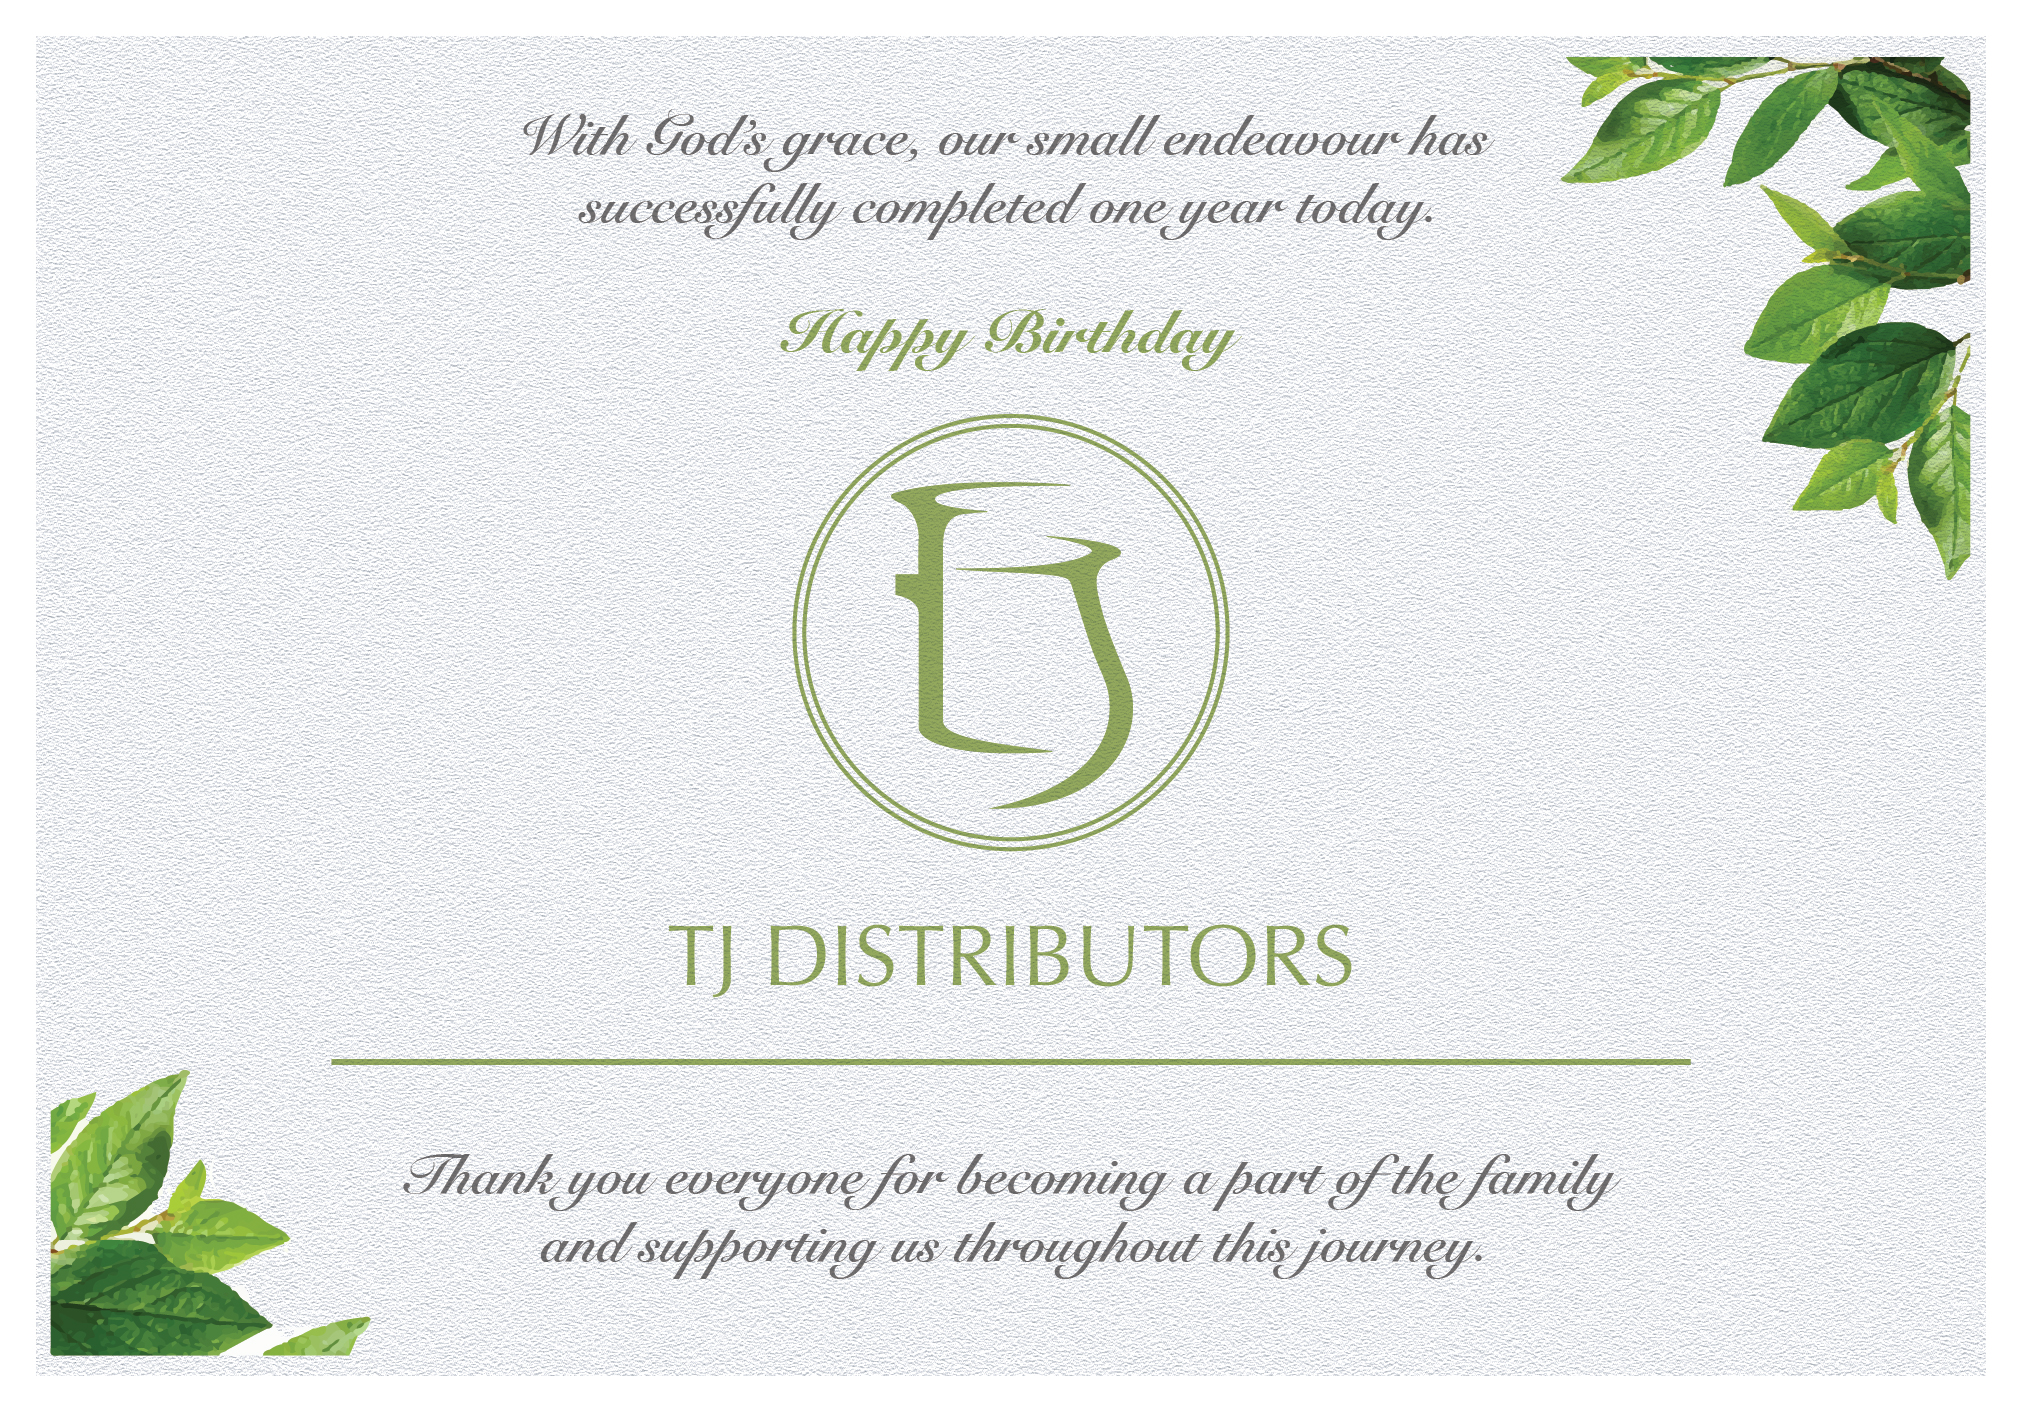 With God's grace, our small endeavour has
successfully completed one year today.
Happy Birthday
TJ
TJ DISTRIBUTORS
Thank you everyone for becoming a part of the family
and supporting us throughout this journey.